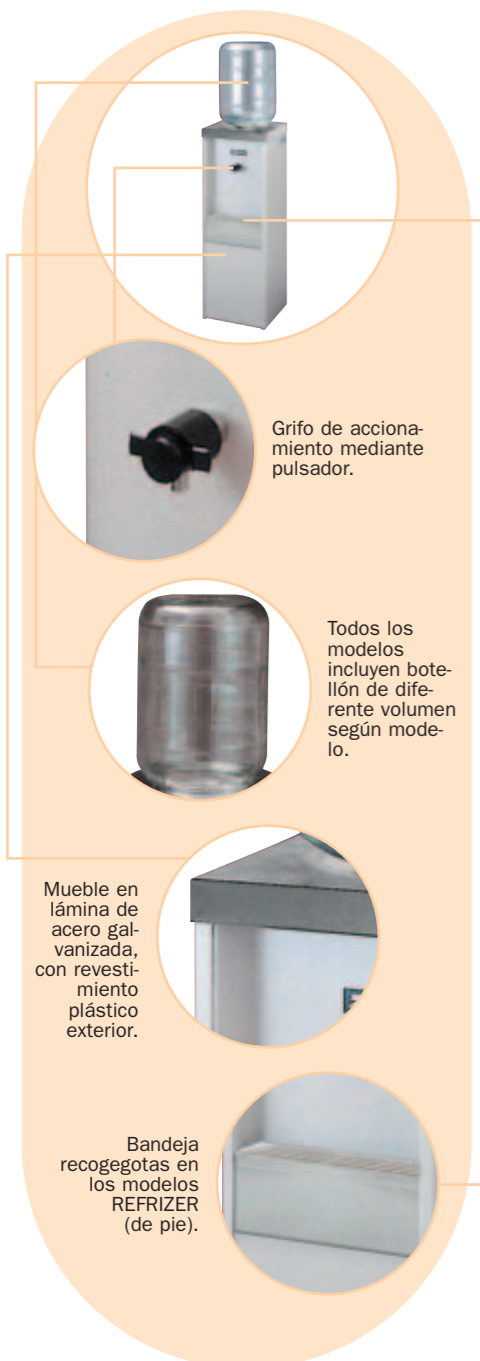 Grifo de acciona-
miento mediante
pulsador.
Todos los
modelos
incluyen bote-
llón de dife-
rente volumen
según mode-
lo.
Mueble en
lámina de
acero gal-
vanizada,
con revesti-
miento
plástico
exterior.
Bandeja
recogegotas en
los modelos
REFRIZER
(de pie).